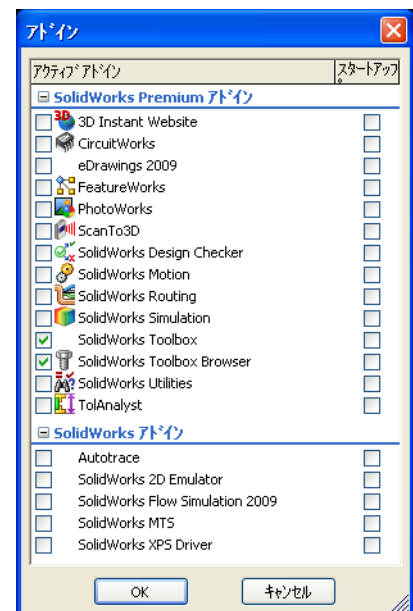 ｱﾄﾞｲﾝ
ｱｸﾃｨﾌﾞ ｱﾄﾞｲﾝ ｽﾀｰﾄｱｯﾌﾟ
SolidWorks Premium ｱﾄﾞｲﾝ
3D Instant Website
CircuitWorks
eDrawings 2009
FeatureWorks
PhotoWorks
ScanTo3D
SolidWorks Design Checker
SolidWorks Motion
SolidWorks Routing
SolidWorks Simulation
SolidWorks Toolbox
SolidWorks Toolbox Browser
SolidWorks Utilities
TolAnalyst
SolidWorks ｱﾄﾞｲﾝ
Autotrace
SolidWorks 2D Emulator
SolidWorks Flow Simulation 2009
SolidWorks MTS
SolidWorks XPS Driver
OK ｷｬﾝｾﾙ